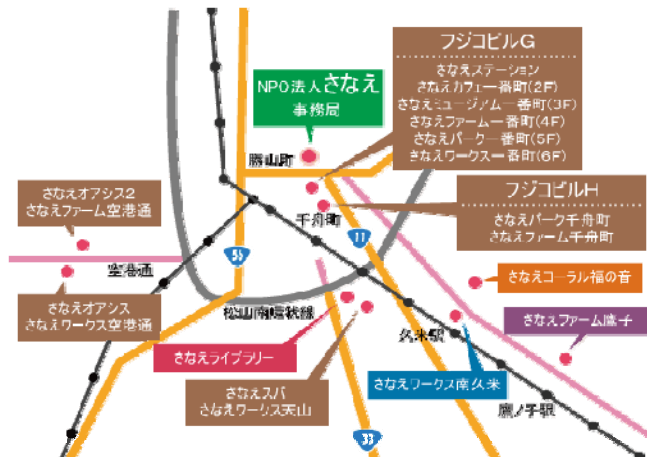 フジコビルG
さなえステーション
さなえカフェ一番町(2F)
さなえミュージアム一番町(3F)
さなえファーム一番町(4F)
さなえパーク一番町(5F)
さなえワークス一番町(6F)
NPO法人さなえ
事務局
勝山町
フジコビルH
さなえパーク千舟町
さなえファーム千舟町
千舟町
さなえオアシス2
さなえファーム空港通
空港通
さなえオアシス
さなえワークス空港通
56
11
松山南環状線
さなえコーラル福の音
久米駅
さなえファーム鷹子
さなえライブラリー
さなえワークス南久米
さなえスパ
さなえワークス天山
鷹ノ子駅
33